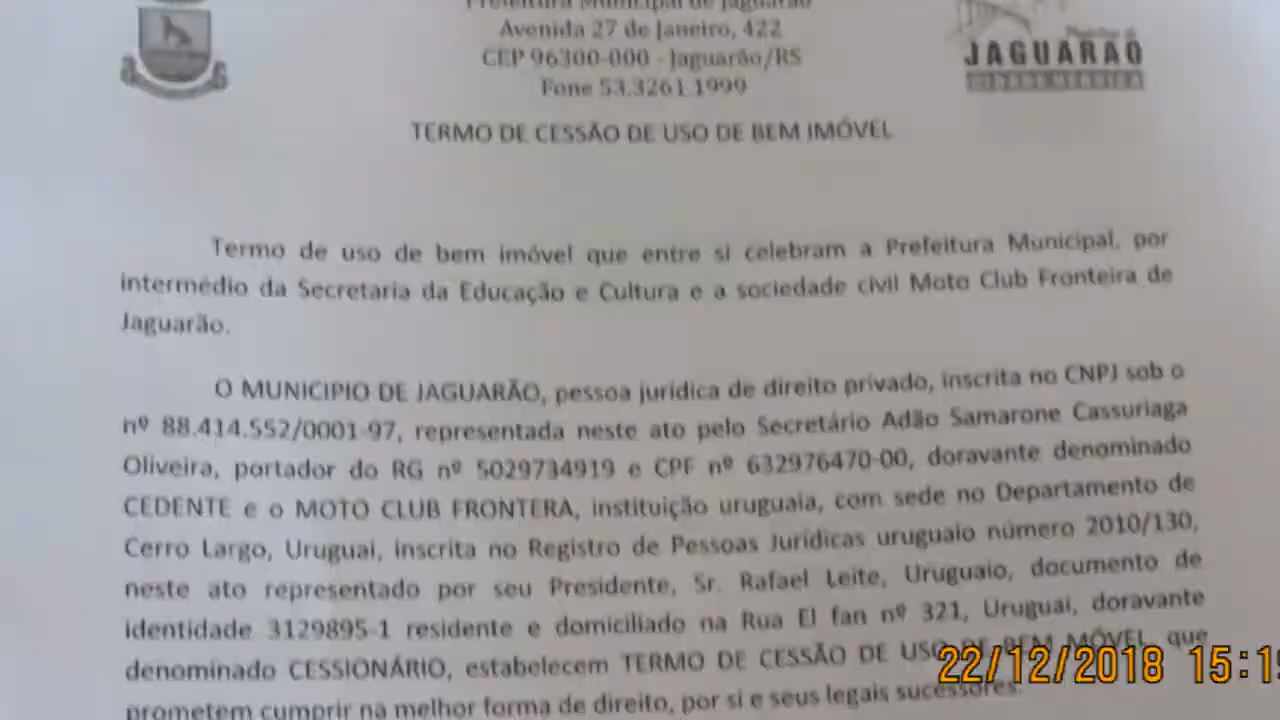 Prefeitura Municipal de Jaguarão
Avenida 27 de Janeiro, 422
CEP 96300-000 - Jaguarão/RS
Fone 53.3261.1999
JAGUARÃO
TERMO DE CESSÃO DE USO DE BEM IMÓVEL
Termo de uso de bem imóvel que entre si celebram a Prefeitura Municipal, por
intermédio da Secretaria da Educação e Cultura e a sociedade civil Moto Club Fronteira de
Jaguarão.
O MUNICIPIO DE JAGUARÃO, pessoa jurídica de direito privado, inscrita no CNPJ sob o
nº 88.414.552/0001-97, representada neste ato pelo Secretário Adão Samarone Cassuriaga
Oliveira, portador do RG nº 5029734919 e CPF nº 632976470-00, doravante denominado
CEDENTE e o MOTO CLUB FRONTERA, instituição uruguaia, com sede no Departamento de
Cerro Largo, Uruguai, inscrita no Registro de Pessoas Jurídicas uruguaio número 2010/130,
neste ato representado por seu Presidente, Sr. Rafael Leite, Uruguaio, documento de
identidade 3129895-1 residente e domiciliado na Rua El fan nº 321, Uruguai, doravante
denominado CESSIONÁRIO, estabelecem TERMO DE CESSÃO DE USO DE BEM MÓVEL, que
prometem cumprir na melhor forma de direito, por si e seus legais sucessores.
22/12/2018 15:15